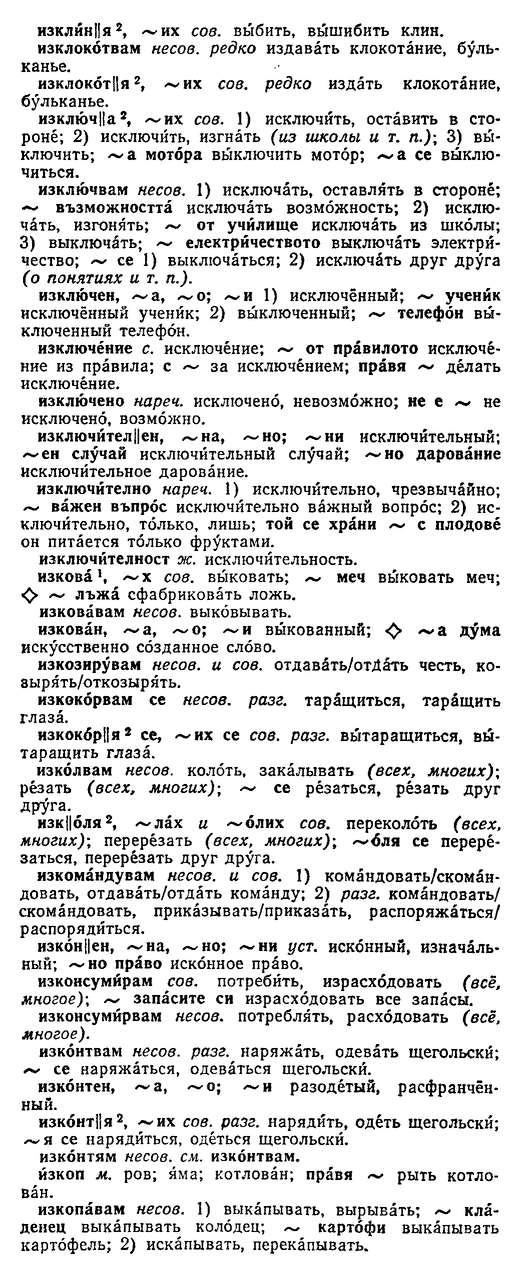 изкли́н||я², ~их сов. вы́бить, вы́шибить клин.
изклоко́твам несов. редко издава́ть клокота́ние, бу́ль-
канье.
изклокот||я́², ~их сов. редко изда́ть клокота́ние,
бу́льканье.
изклю́ч||а², ~их сов. 1) исключи́ть, оста́вить в сто-
роне́; 2) исключи́ть, изгна́ть (из школы и т. п.); 3) вы́-
ключить; ~а мото́ра вы́ключить мото́р; ~а се вы́клю-
читься.
изклю́чвам несов. 1) исключа́ть, оставля́ть в стороне́;
~ възможността́ исключа́ть возмо́жность; 2) исклю-
ча́ть, изгоня́ть; ~ от учи́лище исключа́ть из шко́лы;
3) выключа́ть; ~ електри́чеството выключа́ть электри́-
чество; ~ се 1) выключа́ться; 2) исключа́ть друг дру́га
(о понятиях и т. п.).
изклю́чен, ~а, ~о; ~и 1) исключённый; ~ учени́к
исключённый учени́к; 2) вы́ключенный; ~ телефо́н вы́-
ключенный телефо́н.
изключе́ние с. исключе́ние; ~ от пра́вилото исключе́-
ние из пра́вила; с ~ за исключе́нием; пра́вя ~ де́лать
исключе́ние.
изклю́чено нареч. исключено́, невозмо́жно; не е ~ не
исключено́, возмо́жно.
изключи́тел||ен, ~на, ~но; ~ни исключи́тельный;
~ен слу́чай исключи́тельный слу́чай; ~но дарова́ние
исключи́тельное дарова́ние.
изключи́телно нареч. 1) исключи́тельно, чрезвыча́йно;
~ ва́жен въпро́с исключи́тельно ва́жный вопро́с; 2) ис-
ключи́тельно, то́лько, лишь; той се хра́ни ~ с плодове́
он пита́ется то́лько фру́ктами.
изключи́телност ж. исключи́тельность.
изкова́¹, ~х сов. вы́ковать; ~ меч вы́ковать меч;
◇ ~ лъжа́ сфабрикова́ть ложь.
изкова́вам несов. выко́вывать.
изкова́н, ~а, ~о; ~и вы́кованный; ◇ ~а ду́ма
иску́сственно со́зданное сло́во.
изкозиру́вам несов. и сов. отдава́ть/отда́ть честь, ко-
зыря́ть/откозыря́ть.
изкоко́рвам се несов. разг. тара́щиться, тара́щить
глаза́.
изкоко́р||я² се, ~их се сов. разг. вы́таращиться, вы́-
таращить глаза́.
изко́лвам несов. коло́ть, зака́лывать (всех, многих);
ре́зать (всех, многих); ~ се ре́заться, ре́зать друг
дру́га.
изк||о́ля², ~ла́х и ~о́лих сов. переколо́ть (всех,
многих); перере́зать (всех, многих); ~о́ля се перере́-
заться, перере́зать друг дру́га.
изкома́ндувам несов. и сов. 1) кома́ндовать/скома́н-
довать, отдава́ть/отда́ть кома́нду; 2) разг. кома́ндовать/
скома́ндовать, прика́зывать/приказа́ть, распоряжа́ться/
распоряди́ться.
изко́н||ен, ~на, ~но; ~ни уст. иско́нный, изнача́ль-
ный; ~но пра́во иско́нное пра́во.
изконсуми́рам сов. потреби́ть, израсхо́довать (всё,
многое); ~ запа́сите си израсхо́довать все запа́сы.
изконсуми́рвам несов. потребля́ть, расхо́довать (всё,
многое).
изко́нтвам несов. разг. наряжа́ть, одева́ть щегольски́;
~ се наряжа́ться, одева́ться щегольски́.
изко́нтен, ~а, ~о; ~и разоде́тый, расфранчён-
ный.
изко́нт||я², ~их сов. разг. наряди́ть, оде́ть щегольски́;
~я се наряди́ться, оде́ться щегольски́.
изко́нтям несов. см. изко́нтвам.
и́зкоп м. ров; я́ма; котлова́н; пра́вя ~ рыть котло-
ва́н.
изкопа́вам несов. 1) выка́пывать, вырыва́ть; ~ кла́-
денец выка́пывать коло́дец; ~ карто́фи выка́пывать
карто́фель; 2) иска́пывать, перека́пывать.